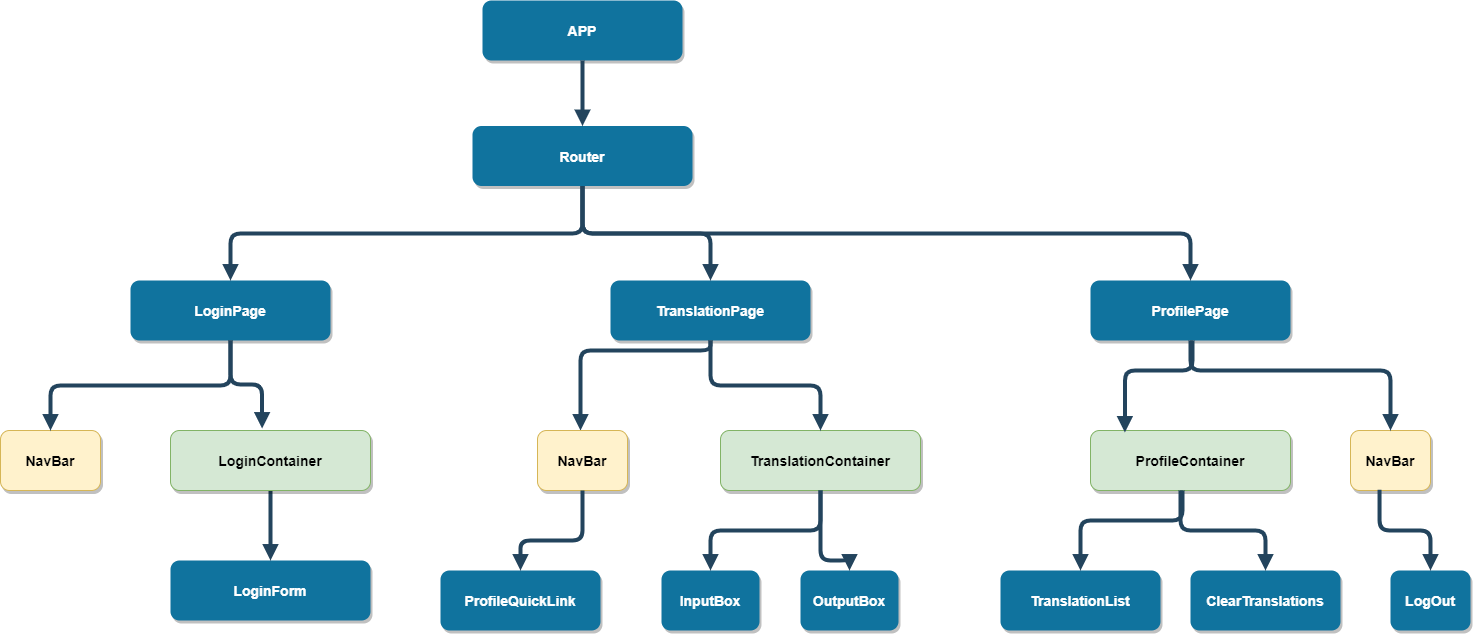 APP
Router
LoginPage
TranslationPage
ProfilePage
NavBar
LoginContainer
NavBar
TranslationContainer
ProfileContainer
NavBar
LoginForm
ProfileQuickLink
InputBox
OutputBox
TranslationList
ClearTranslations
LogOut